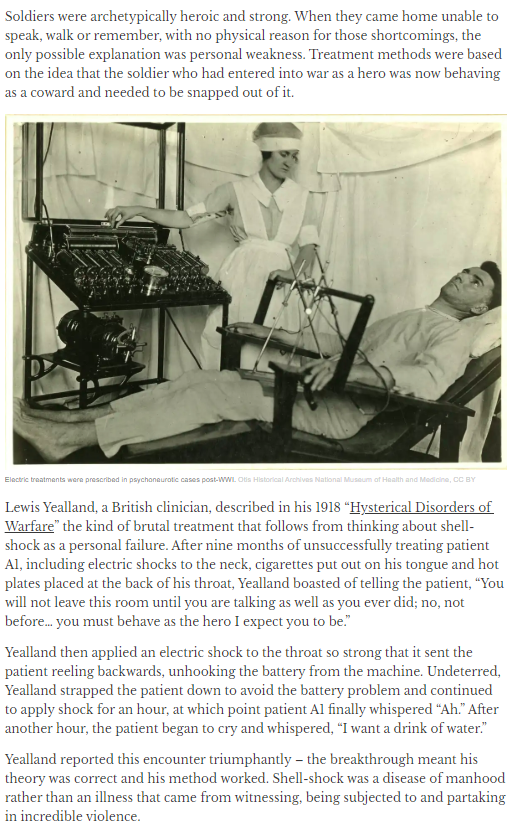 Soldiers were archetypically heroic and strong. When they came home unable to
speak, walk or remember, with no physical reason for those shortcomings, the
only possible explanation was personal weakness. Treatment methods were based
on the idea that the soldier who had entered into war as a hero was now behaving
as a coward and needed to be snapped out of it.
Electric treatments were prescribed in psychoneurotic cases post-WWI. Otis Historical Archives National Museum of Health and Medicine, CC BY
Lewis Yealland, a British clinician, described in his 1918 “Hysterical Disorders of
Warfare” the kind of brutal treatment that follows from thinking about shell-
shock as a personal failure. After nine months of unsuccessfully treating patient
A1, including electric shocks to the neck, cigarettes put out on his tongue and hot
plates placed at the back of his throat, Yealland boasted of telling the patient, “You
will not leave this room until you are talking as well as you ever did; no, not
before… you must behave as the hero I expect you to be.”
Yealland then applied an electric shock to the throat so strong that it sent the
patient reeling backwards, unhooking the battery from the machine. Undeterred,
Yealland strapped the patient down to avoid the battery problem and continued
to apply shock for an hour, at which point patient A1 finally whispered “Ah.” After
another hour, the patient began to cry and whispered, “I want a drink of water.”
Yealland reported this encounter triumphantly – the breakthrough meant his
theory was correct and his method worked. Shell-shock was a disease of manhood
rather than an illness that came from witnessing, being subjected to and partaking
in incredible violence.